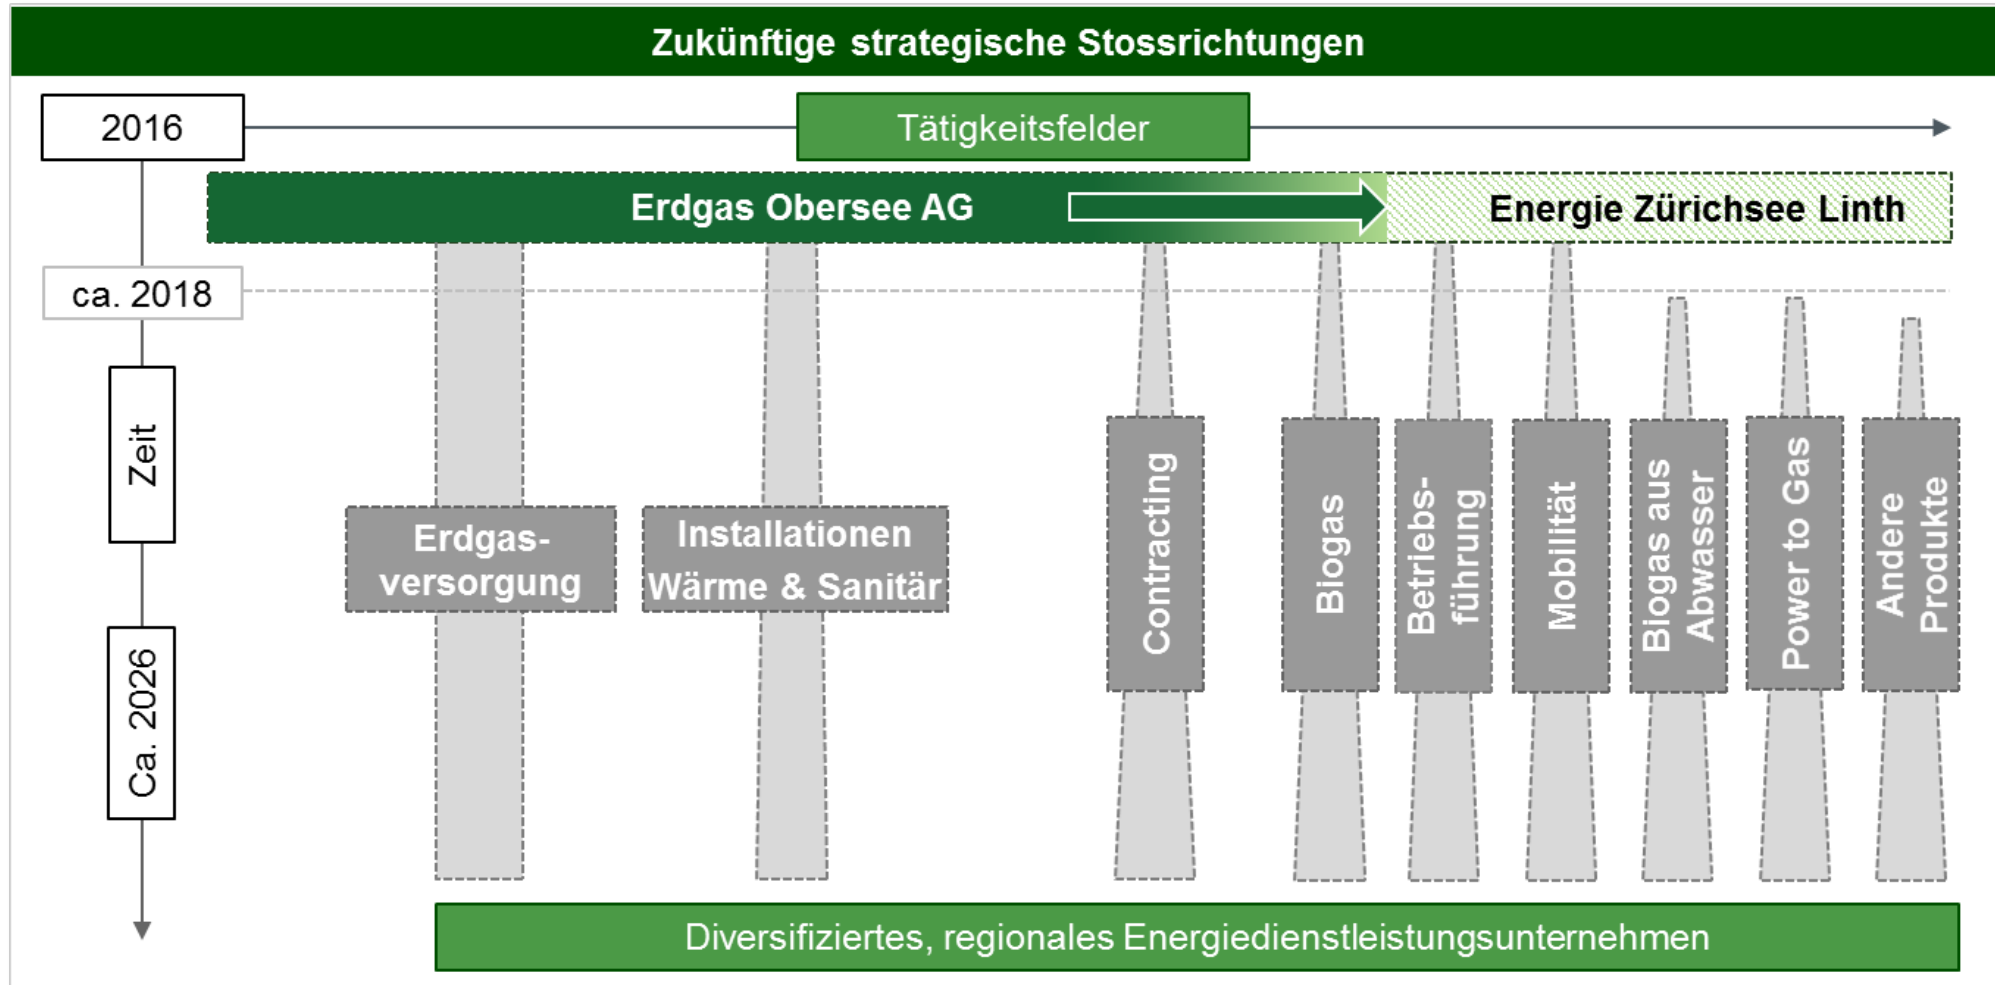 Zukünftige strategische Stossrichtungen
2016
Tätigkeitsfelder
Erdgas Obersee AG
Energie Zürichsee Linth
ca. 2018
Zeit
Ca. 2026
Erdgas-
versorgung
Installationen
Wärme & Sanitär
Contracting
Biogas
Betriebs-
führung
Mobilität
Biogas aus
Abwasser
Power to Gas
Andere
Produkte
Diversifiziertes, regionales Energiedienstleistungsunternehmen